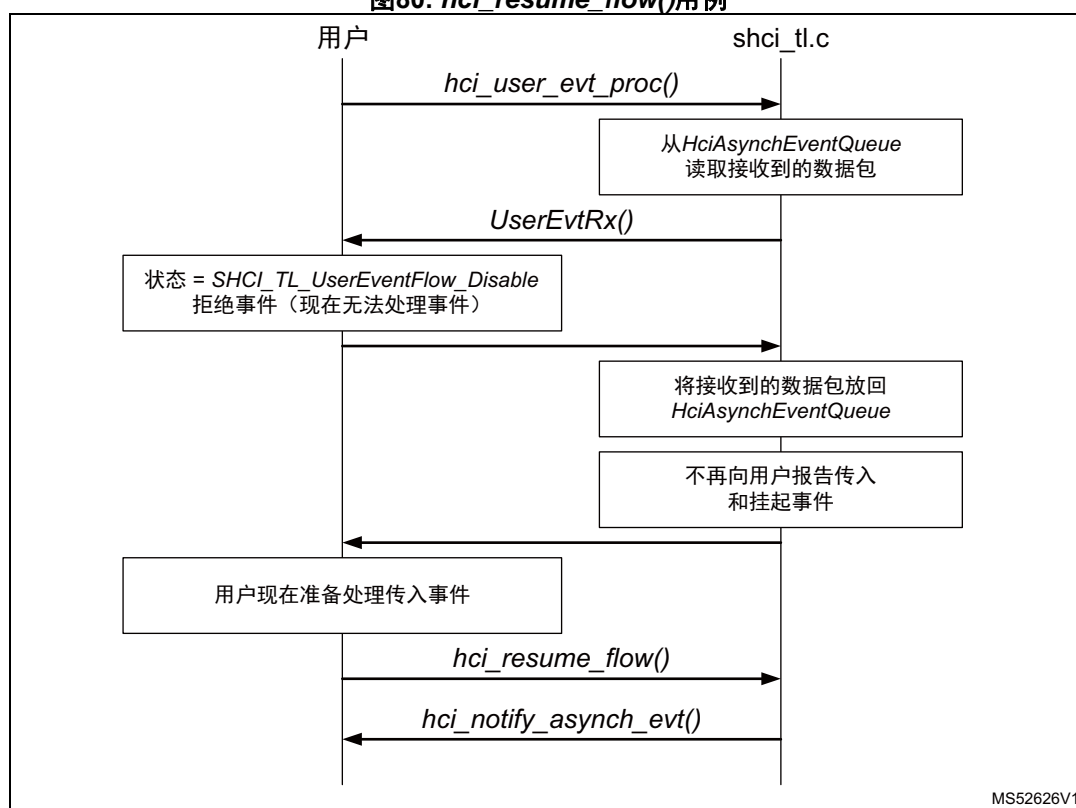 图80. hci_resume_flow()用例
用户
shci_tl.c
hci_user_evt_proc()
从HciAsynchEventQueue
读取接收到的数据包
UserEvtRx()
状态 = SHCI_TL_UserEventFlow_Disable
拒绝事件（现在无法处理事件）
将接收到的数据包放回
HciAsynchEventQueue
不再向用户报告传入
和挂起事件
用户现在准备处理传入事件
hci_resume_flow()
hci_notify_asynch_evt()
MS52626V1